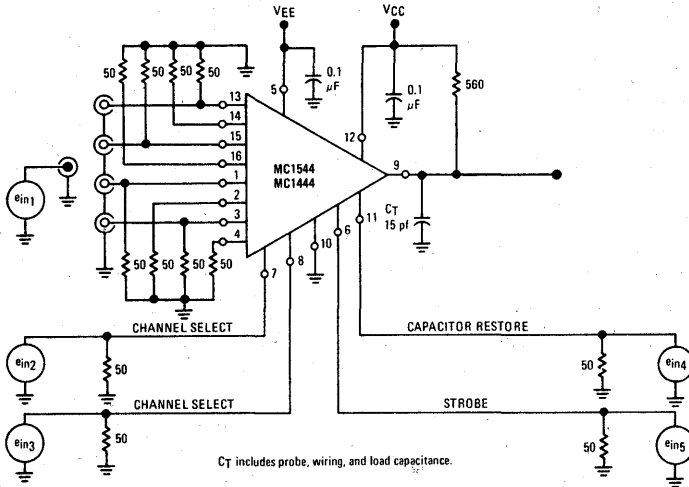 VEE
VCC
50 50 50 50
0.1 µF
0.1 µF
560
5
12
13
14
15
16
1
2
3
4
MC1544
MC1444
9
11
6
10
8
7
CT
15 pf
ein1
50 50 50 50
CHANNEL SELECT
CAPACITOR RESTORE
ein2
50
50
ein4
CHANNEL SELECT
STROBE
ein3
50
50
ein5
CT includes probe, wiring, and load capacitance.